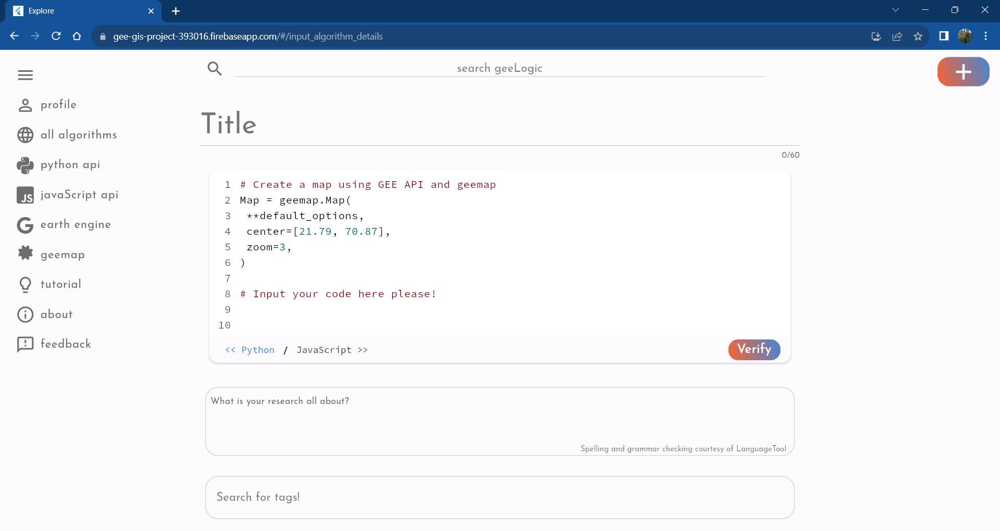 Explore
gee-gis-project-393016.firebaseapp.com/#/input_algorithm_details
search geeLogic
profile
all algorithms
python api
JS javaScript api
earth engine
geemap
tutorial
about
feedback
Title
0/60
1 # Create a map using GEE API and geemap
2 Map = geemap.Map(
3  **default_options,
4  center=[21.79, 70.87],
5  zoom=3,
6 )
7
8 # Input your code here please!
9
10
<< Python / JavaScript >>
Verify
What is your research all about?
Spelling and grammar checking courtesy of LanguageTool
Search for tags!